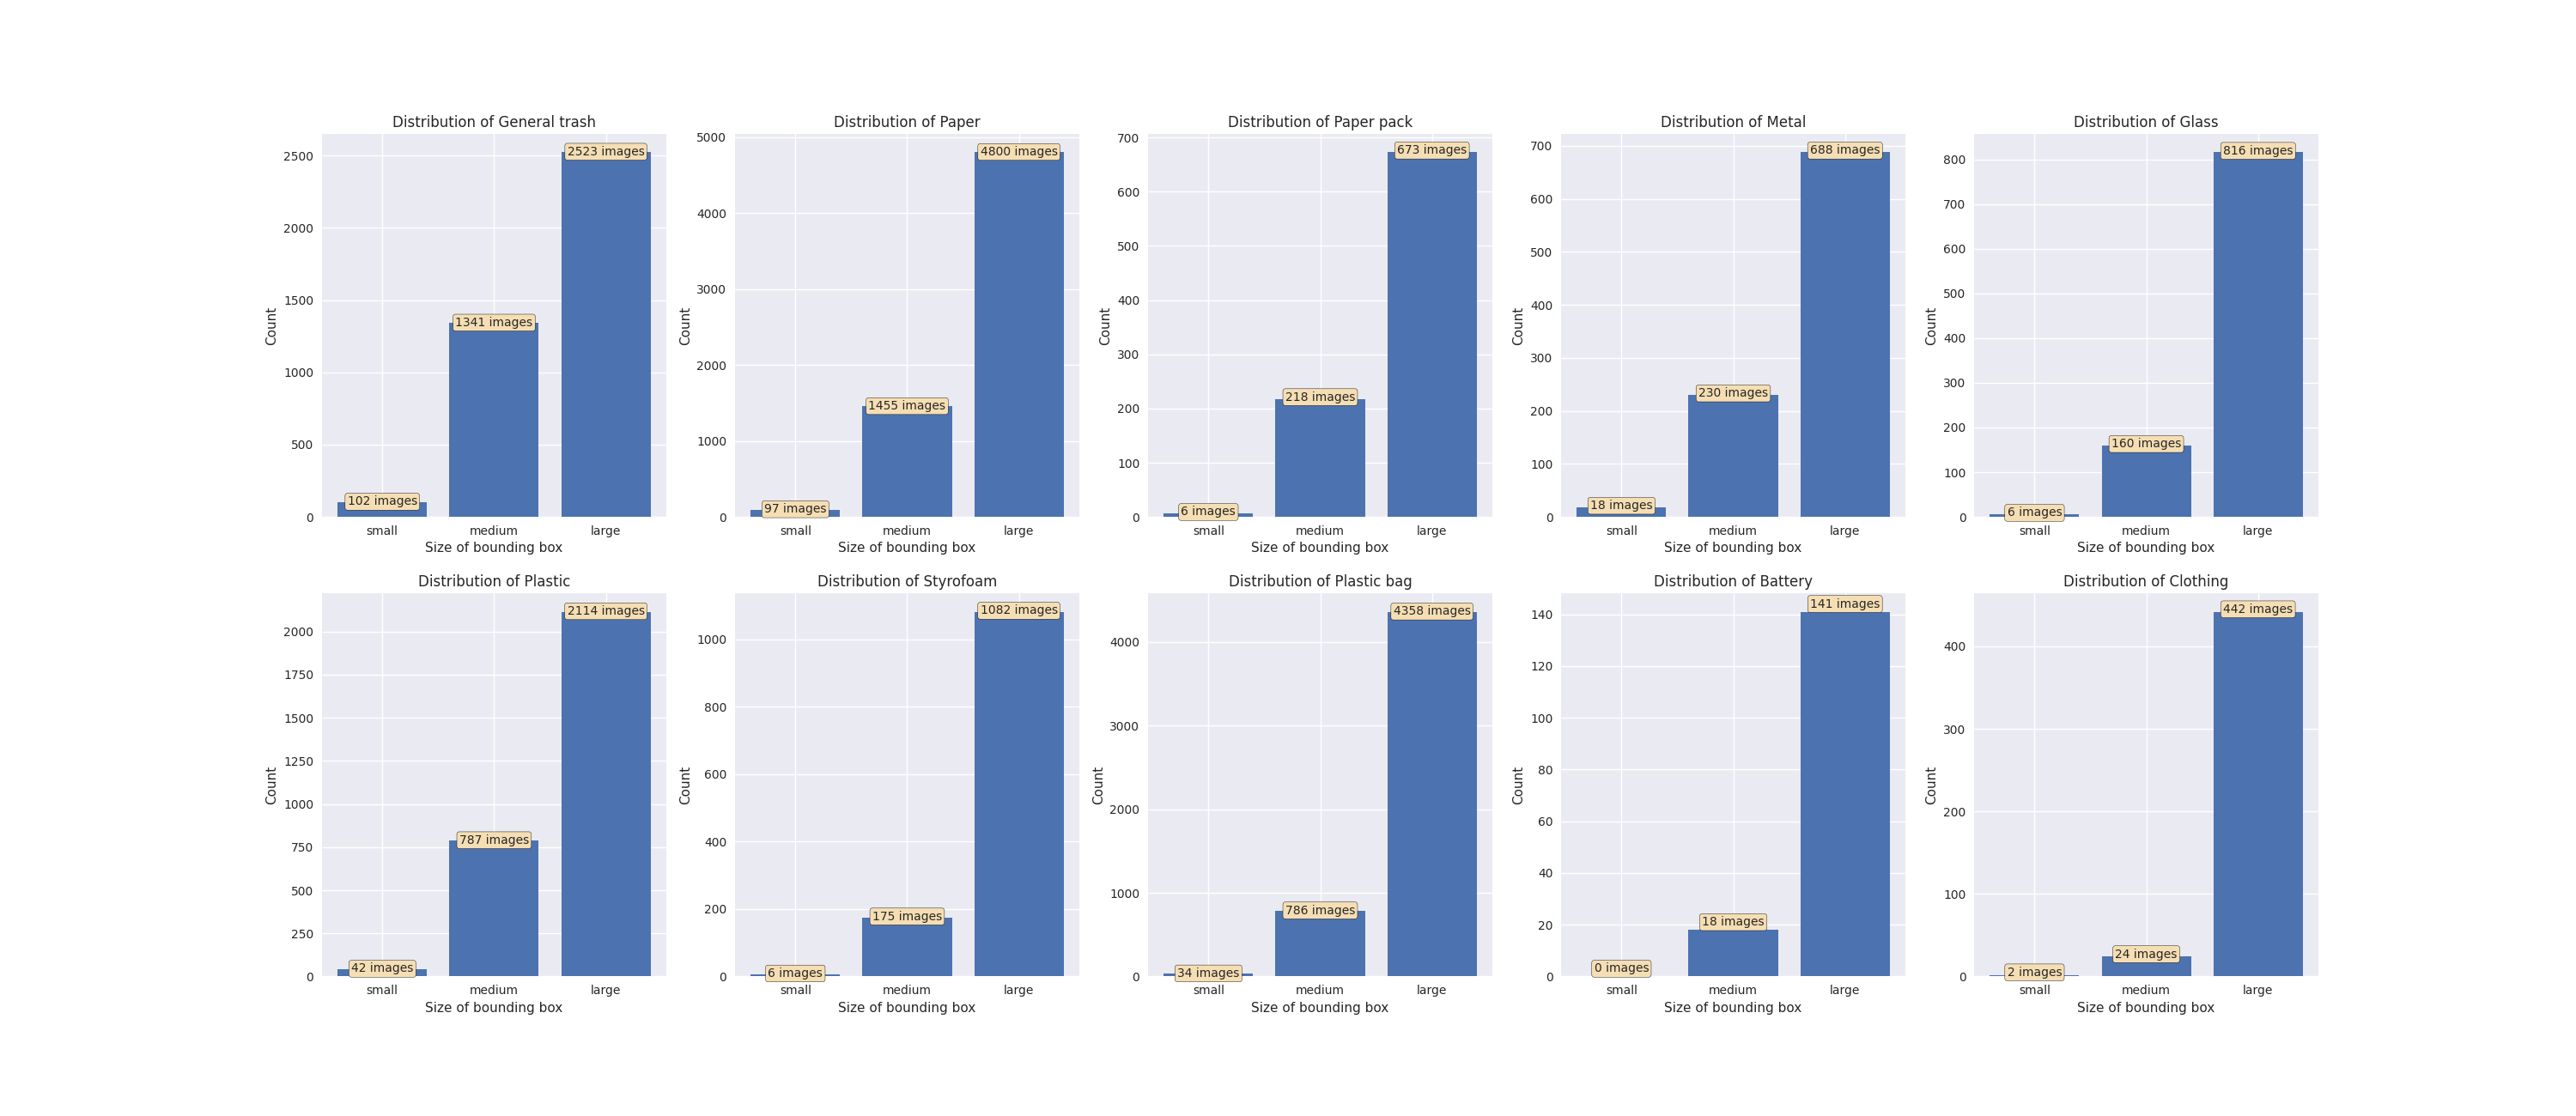 Distribution of General trash
2500
2000
1500
1000
500
0
Count
102 images
1341 images
2523 images
small medium large
Size of bounding box
Distribution of Paper
5000
4000
3000
2000
1000
0
Count
97 images
1455 images
4800 images
small medium large
Size of bounding box
Distribution of Paper pack
700
600
500
400
300
200
100
0
Count
6 images
218 images
673 images
small medium large
Size of bounding box
Distribution of Metal
700
600
500
400
300
200
100
0
Count
18 images
230 images
688 images
small medium large
Size of bounding box
Distribution of Glass
800
700
600
500
400
300
200
100
0
Count
6 images
160 images
816 images
small medium large
Size of bounding box
Distribution of Plastic
2000
1750
1500
1250
1000
750
500
250
0
Count
42 images
787 images
2114 images
small medium large
Size of bounding box
Distribution of Styrofoam
1000
800
600
400
200
0
Count
6 images
175 images
1082 images
small medium large
Size of bounding box
Distribution of Plastic bag
4000
3000
2000
1000
0
Count
34 images
786 images
4358 images
small medium large
Size of bounding box
Distribution of Battery
140
120
100
80
60
40
20
0
Count
0 images
18 images
141 images
small medium large
Size of bounding box
Distribution of Clothing
400
300
200
100
0
Count
2 images
24 images
442 images
small medium large
Size of bounding box